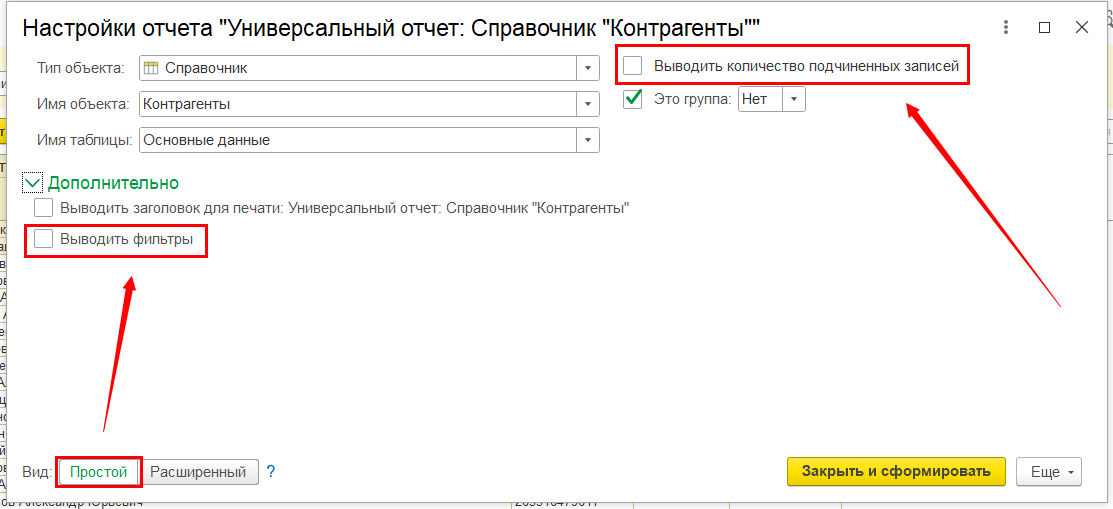 Настройки отчета "Универсальный отчет: Справочник "Контрагенты""
Тип объекта: Справочник
Выводить количество подчиненных записей
Имя объекта: Контрагенты
Это группа: Нет
Имя таблицы: Основные данные
Дополнительно
Выводить заголовок для печати: Универсальный отчет: Справочник "Контрагенты"
Выводить фильтры
Вид: Простой Расширенный ?
Закрыть и сформировать Еще